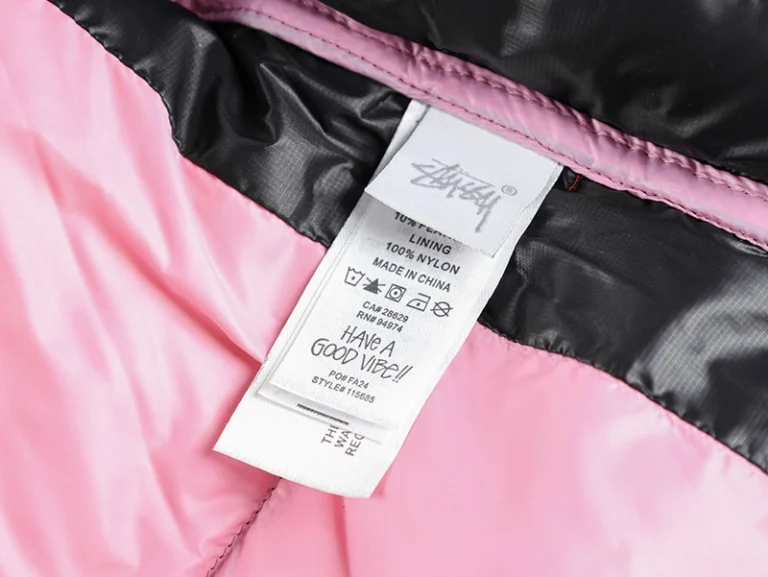 STÜSSY ®
10%
LINING
100% NYLON
MADE IN CHINA
CA# 28629
RN# 94974
HAVE A
GOOD VIBE!!
PO# FA24
STYLE# 115685